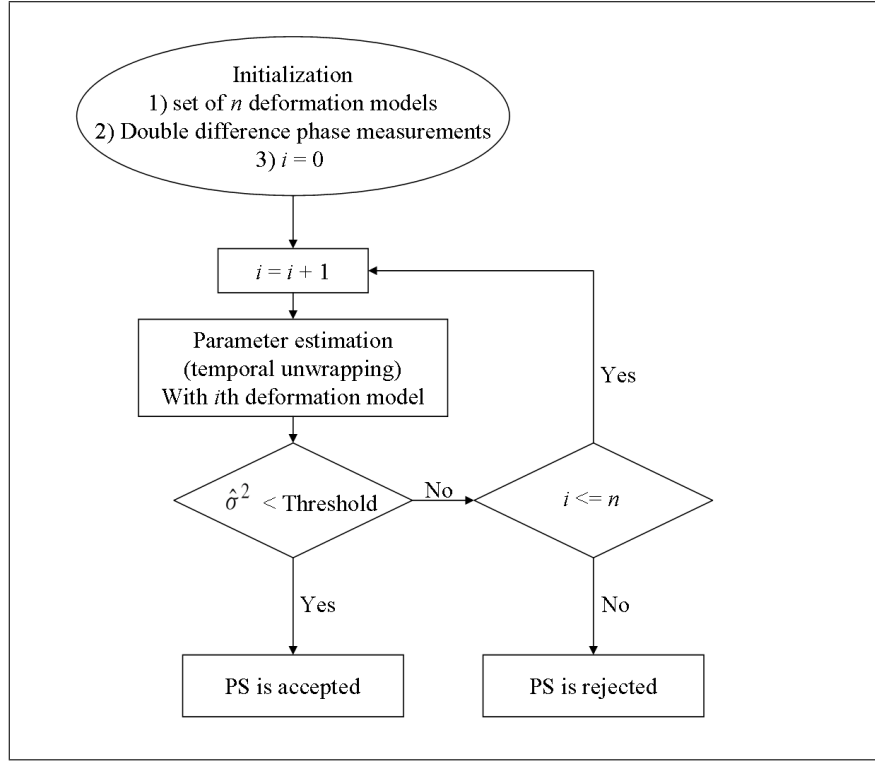 Initialization
1) set of n deformation models
2) Double difference phase measurements
3) i = 0
i = i + 1
Parameter estimation
(temporal unwrapping)
With ith deformation model
Yes
σ̂² < Threshold
No
i <= n
Yes
No
PS is accepted
PS is rejected